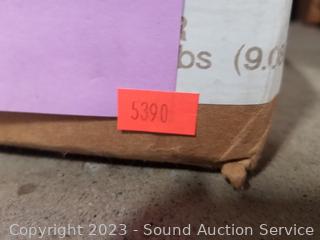 R
bs (9.0
5390
Copyright 2023 - Sound Auction Service